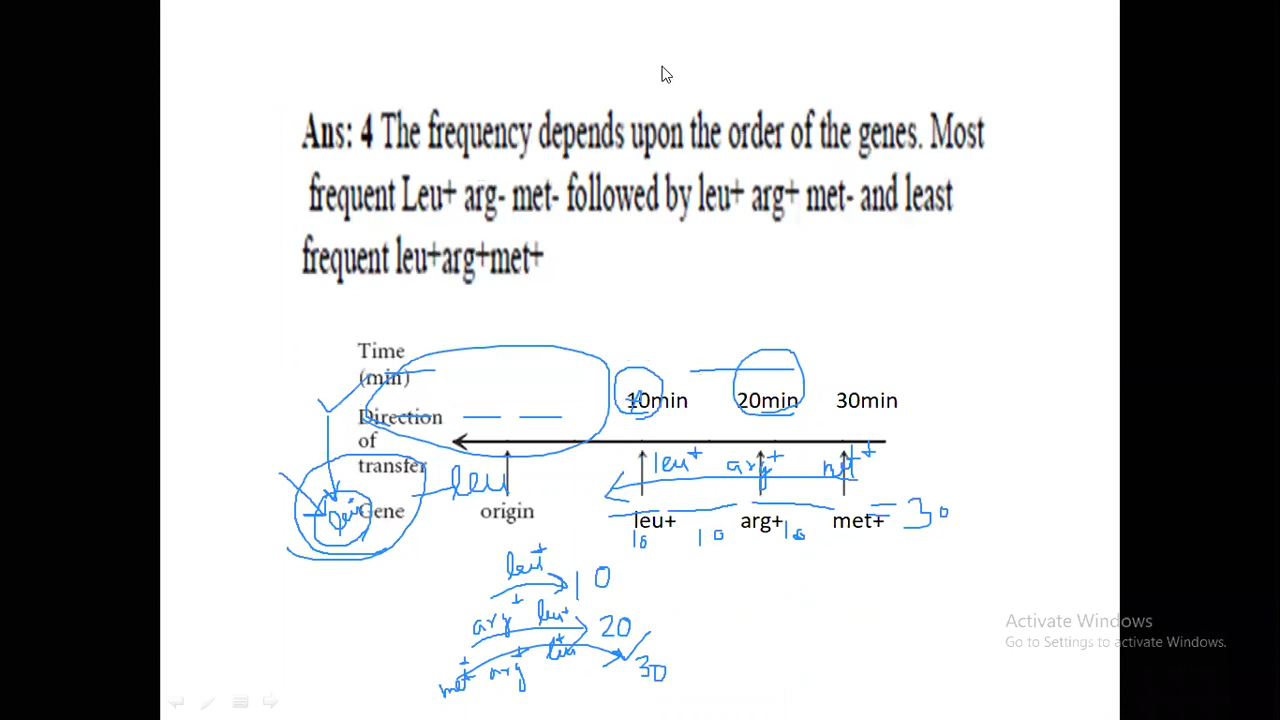 Ans: 4 The frequency depends upon the order of the genes. Most
frequent Leu+ arg- met- followed by leu+ arg+ met- and least
frequent leu+arg+met+
Time
(min)
10min 20min 30min
Direction
of
transfer
leu+ arg+ met+
leu
Gene
origin leu+ arg+ met+ = 30
10 10 10
leu+ 10
arg+ leu+ 20
met+ arg+ leu+ 30
Activate Windows
Go to Settings to activate Windows.